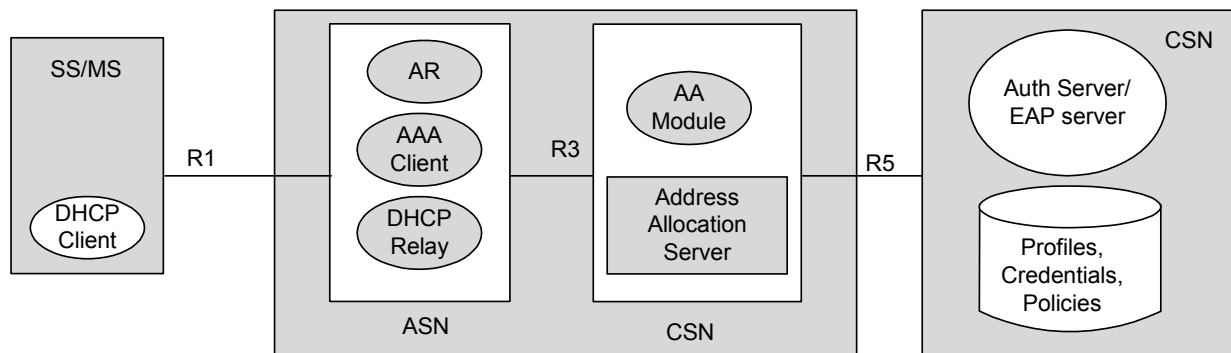 SS/MS
DHCP
Client
R1
AR
AAA
Client
DHCP
Relay
ASN
R3
AA
Module
Address
Allocation
Server
CSN
R5
CSN
Auth Server/
EAP server
Profiles,
Credentials,
Policies